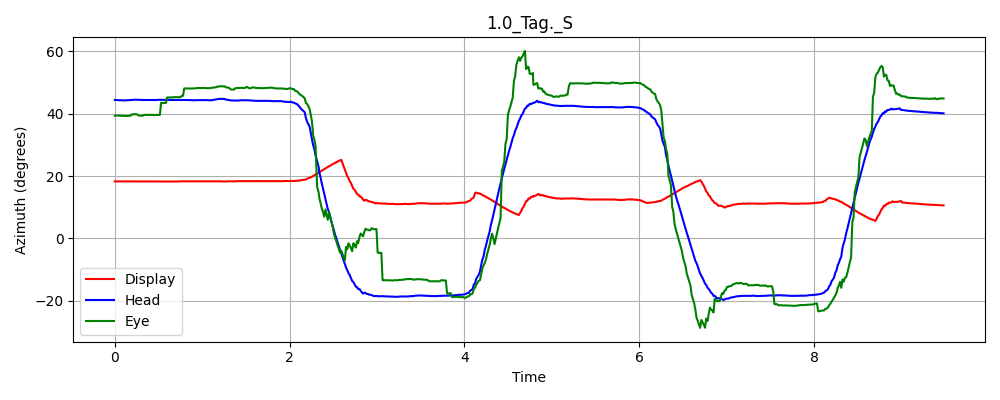 1.0_Tag._S
Azimuth (degrees)
60
40
20
0
−20
Display
Head
Eye
0 2 4 6 8
Time